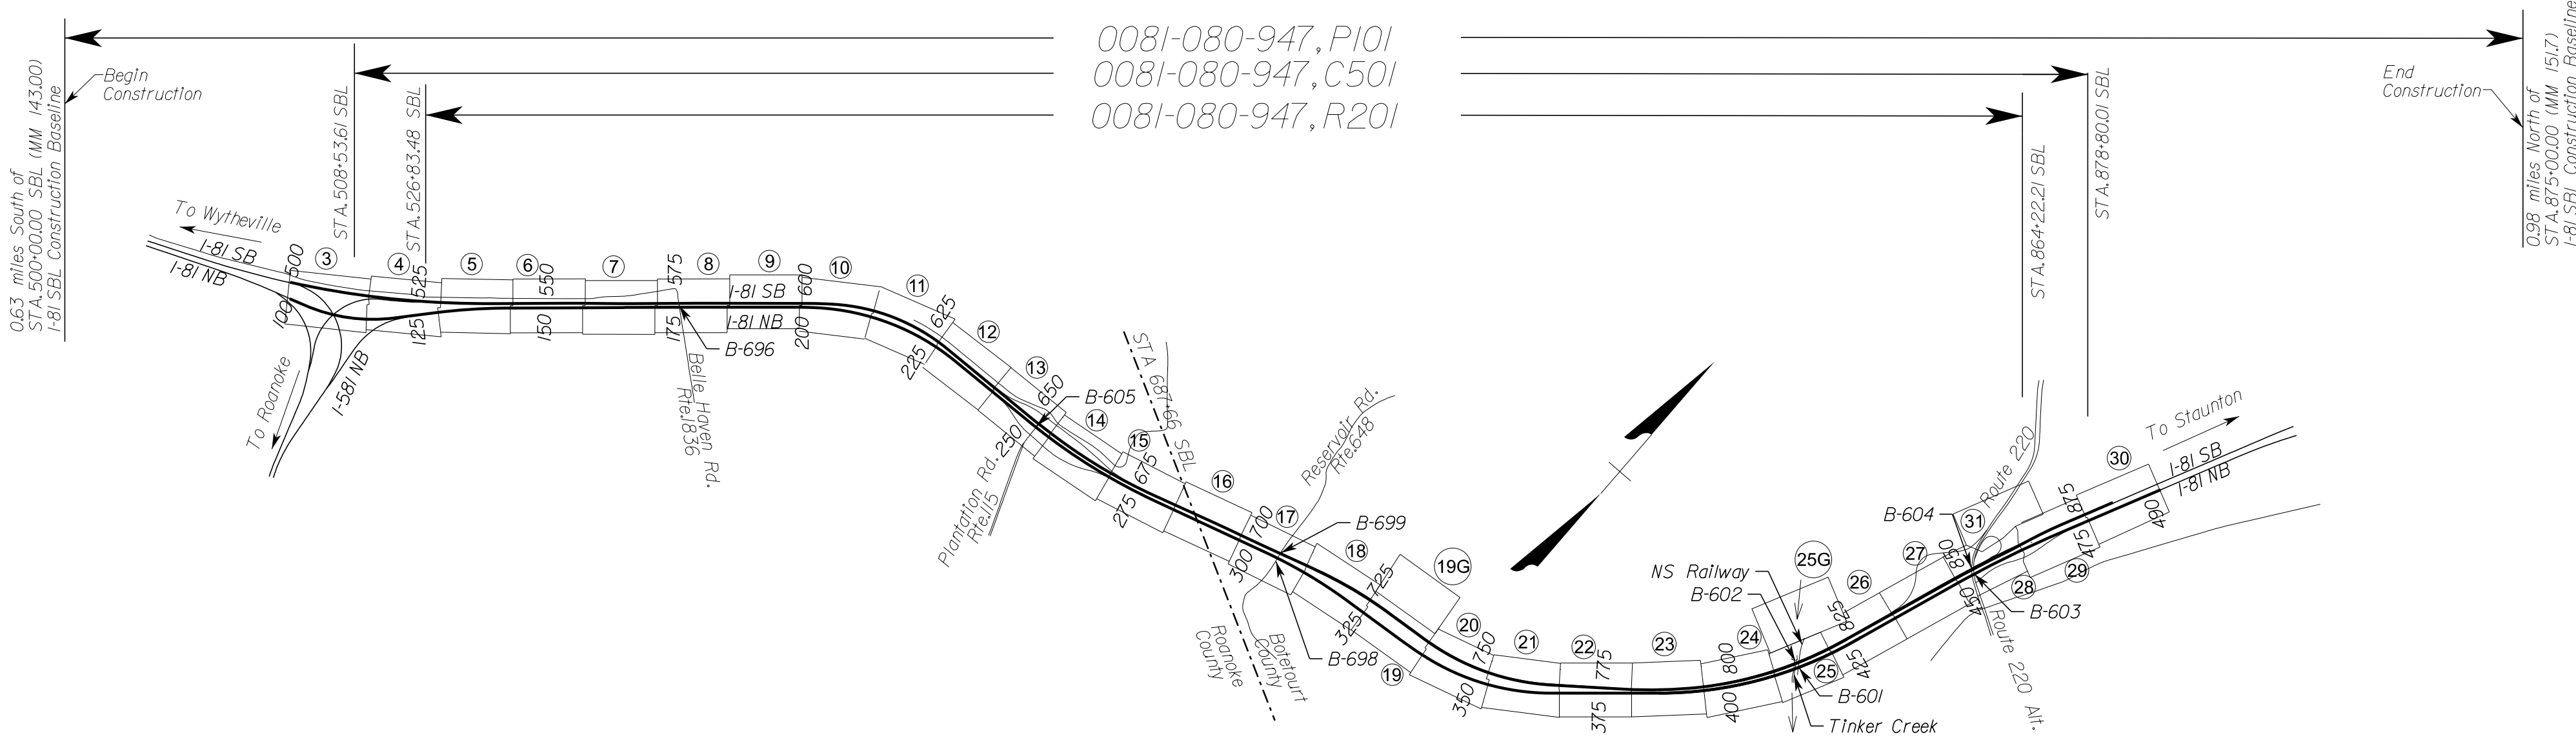 0081-080-947, P101
0081-080-947, C501
0081-080-947, R201
0.63 miles South of
STA. 500+00.00 SBL (MM 143.00)
I-81 SBL Construction Baseline
Begin
Construction
STA. 508+53.61 SBL
STA. 526+83.48 SBL
STA. 864+22.21 SBL
STA. 878+80.01 SBL
End
Construction
0.98 miles North of
STA. 875+00.00 (MM 151.7)
I-81 SBL Construction Baseline
To Wytheville
I-81 SB
I-81 NB
To Roanoke
I-581 NB
500
100
3
4
525
125
5
6
550
150
7
575
175
8
9
I-81 SB
I-81 NB
600
200
10
11
625
225
B-696
Belle Haven Rd.
Rte.1836
12
13
650
250
B-605
Plantation Rd.
Rte.115
14
15
675
275
STA 687+66 SBL
16
Roanoke
County
Botetourt
County
17
700
300
Reservoir Rd.
Rte.648
B-699
B-698
18
725
325
19G
19
20
750
350
21
22
775
375
23
24
800
400
25G
NS Railway
B-602
25
B-601
Tinker Creek
26
825
425
27
B-604
31
850
450
Route 220
B-603
Route 220 Alt.
28
29
875
475
30
490
To Staunton
I-81 SB
I-81 NB